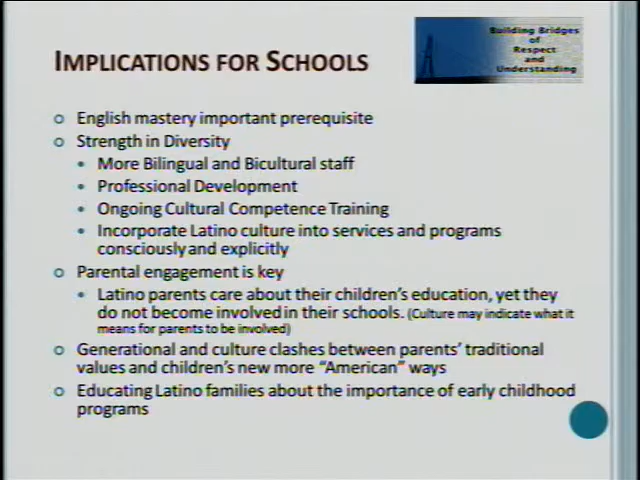 Building Bridges
of
Respect
and
Understanding
IMPLICATIONS FOR SCHOOLS
English mastery important prerequisite
Strength in Diversity
More Bilingual and Bicultural staff
Professional Development
Ongoing Cultural Competence Training
Incorporate Latino culture into services and programs
consciously and explicitly
Parental engagement is key
Latino parents care about their children's education, yet they
do not become involved in their schools. (Culture may indicate what it
means for parents to be involved)
Generational and culture clashes between parents' traditional
values and children's new more "American" ways
Educating Latino families about the importance of early childhood
programs